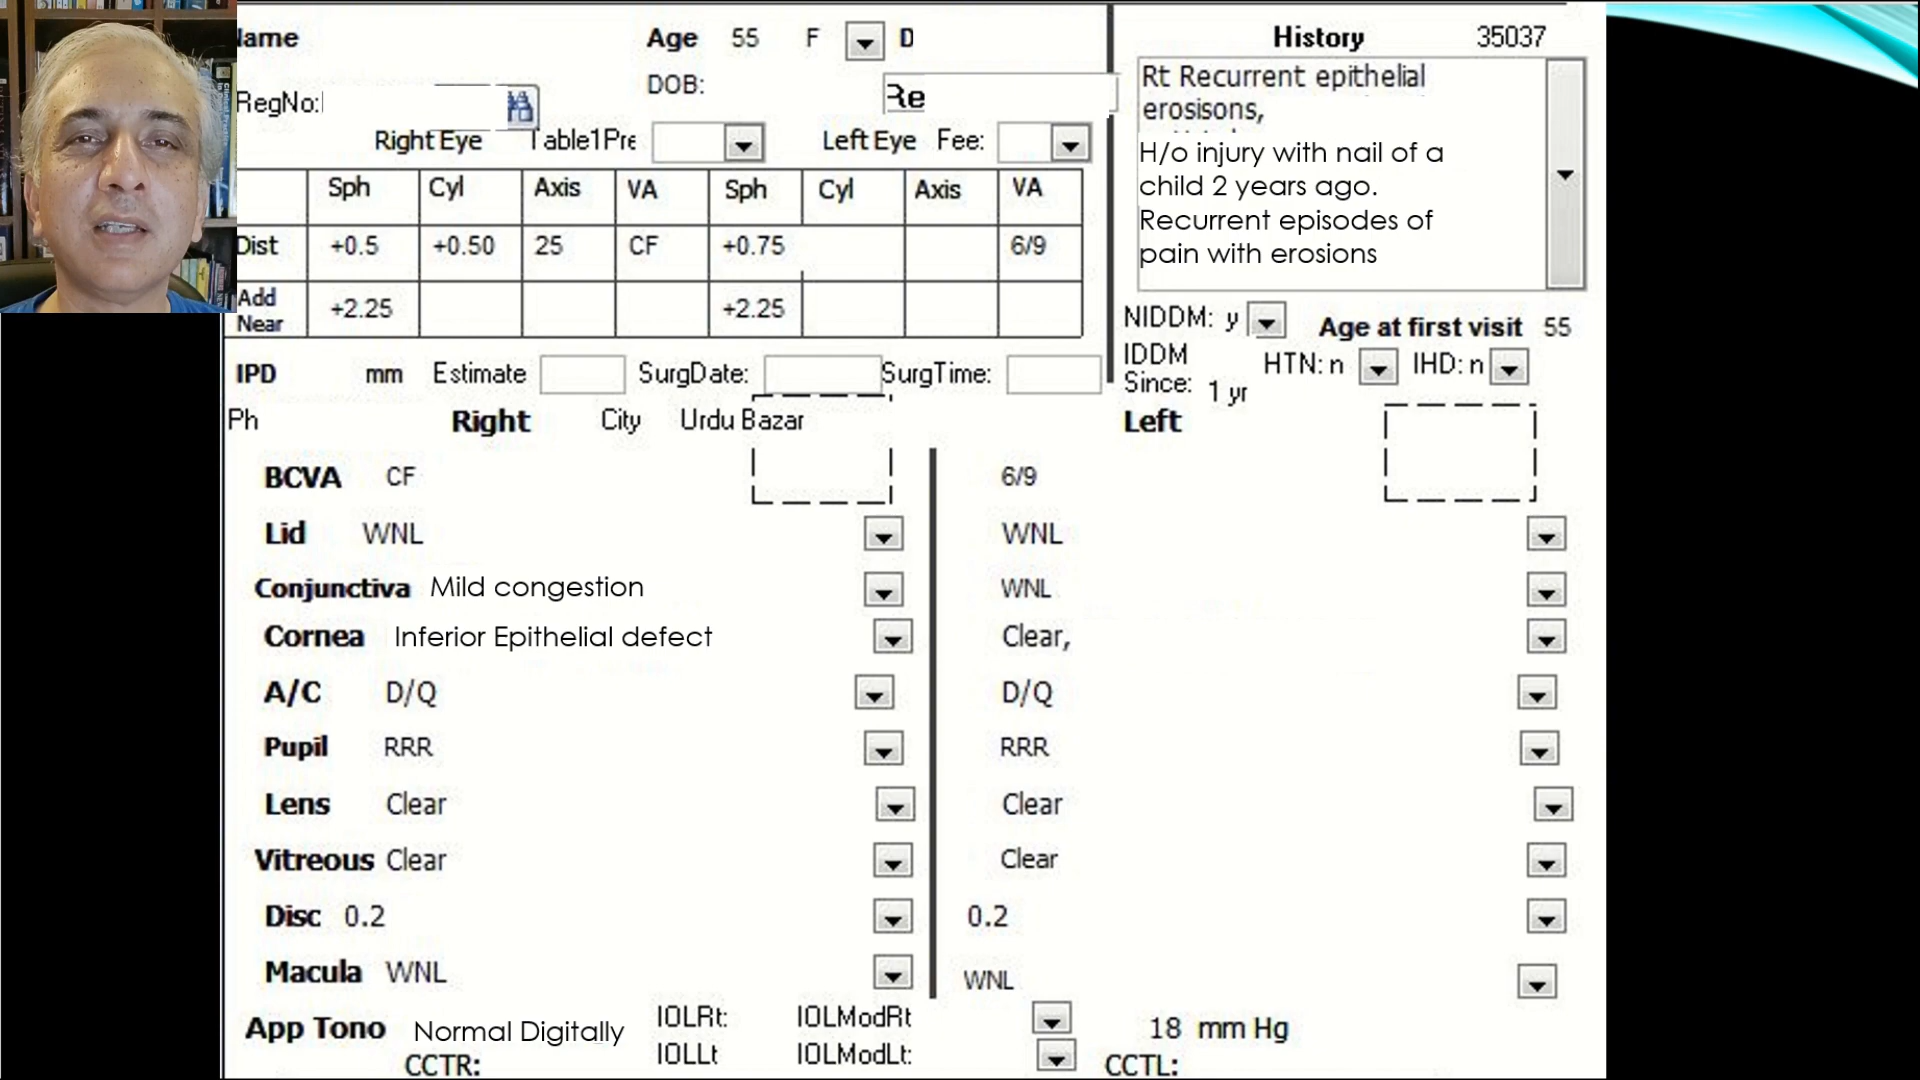 Name Age 55 F D History 35037
RegNo: DOB: Re
Rt Recurrent epithelial
erosisons,
H/o injury with nail of a
child 2 years ago.
Recurrent episodes of
pain with erosions
Right Eye Table1Pre Left Eye Fee:
Sph Cyl Axis VA Sph Cyl Axis VA
Dist +0.5 +0.50 25 CF +0.75 6/9
Add
Near +2.25 +2.25
NIDDM: y Age at first visit 55
IDDM HTN: n IHD: n
Since: 1 yr
IPD mm Estimate SurgDate: SurgTime:
Ph Right City Urdu Bazar Left
BCVA CF 6/9
Lid WNL WNL
Conjunctiva Mild congestion WNL
Cornea Inferior Epithelial defect Clear,
A/C D/Q D/Q
Pupil RRR RRR
Lens Clear Clear
Vitreous Clear Clear
Disc 0.2 0.2
Macula WNL WNL
App Tono Normal Digitally IOLRt: IOLModRt 18 mm Hg
CCTR: IOLLt IOLModLt: CCTL: